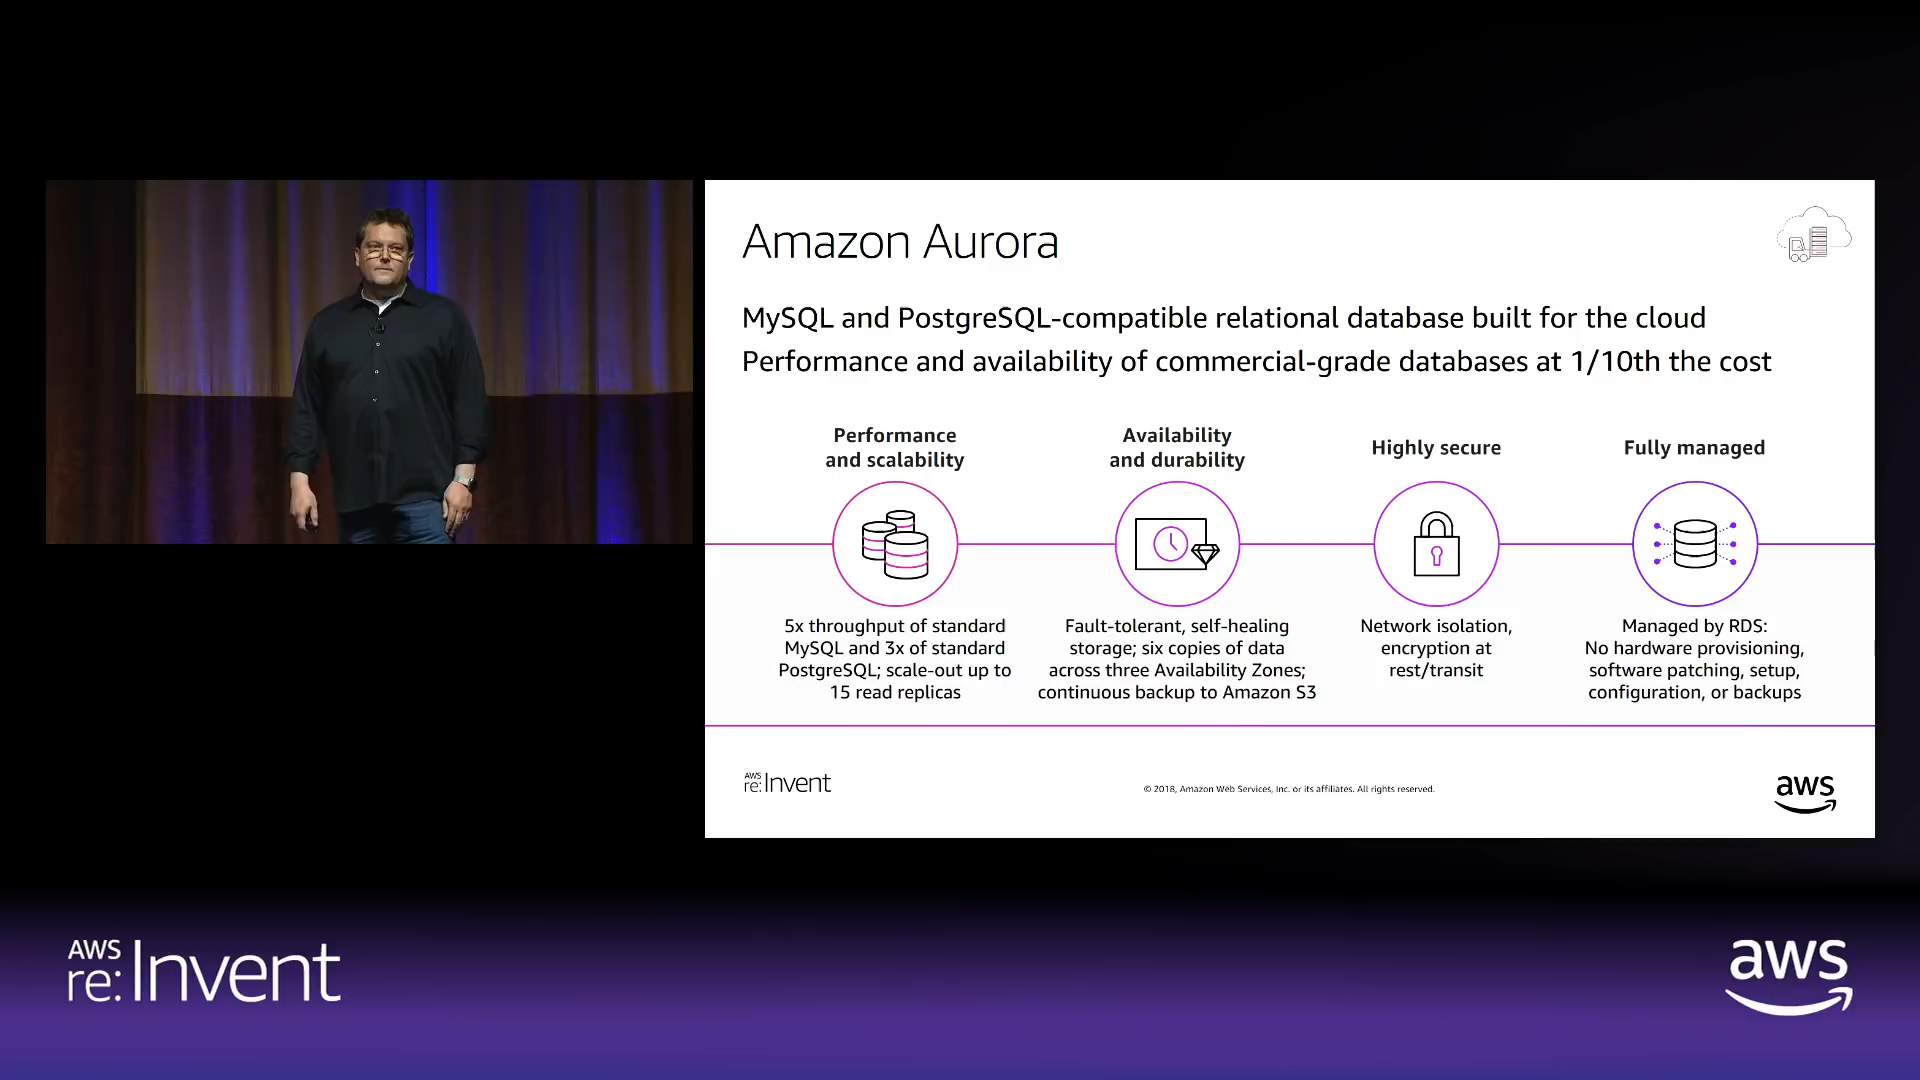 Amazon Aurora
MySQL and PostgreSQL-compatible relational database built for the cloud
Performance and availability of commercial-grade databases at 1/10th the cost
Performance
and scalability
5x throughput of standard
MySQL and 3x of standard
PostgreSQL; scale-out up to
15 read replicas
Availability
and durability
Fault-tolerant, self-healing
storage; six copies of data
across three Availability Zones;
continuous backup to Amazon S3
Highly secure
Network isolation,
encryption at
rest/transit
Fully managed
Managed by RDS:
No hardware provisioning,
software patching, setup,
configuration, or backups
AWS
re:Invent
© 2018, Amazon Web Services, Inc. or its affiliates. All rights reserved.
aws
AWS
re:Invent
aws